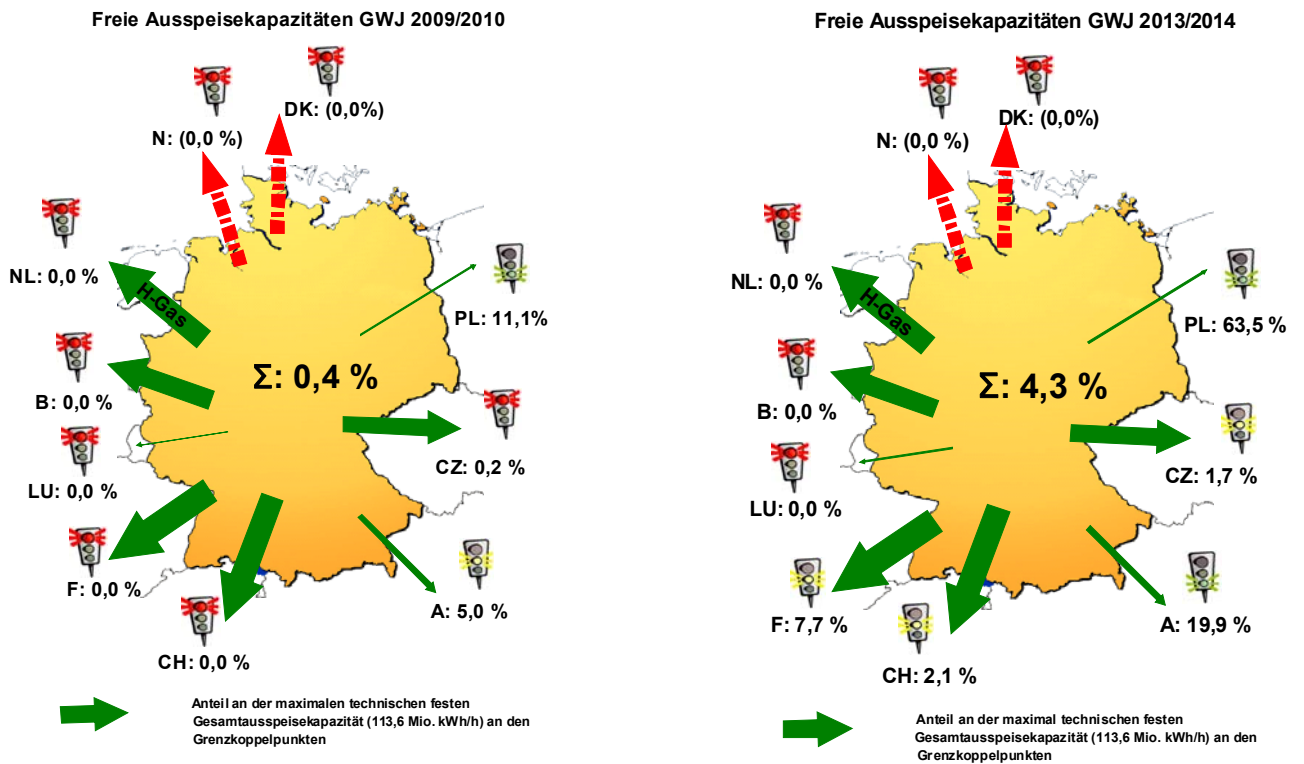 Freie Ausspeisekapazitäten GWJ 2009/2010
DK: (0,0%)
N: (0,0 %)
NL: 0,0 %
H-Gas
PL: 11,1%
Σ: 0,4 %
B: 0,0 %
CZ: 0,2 %
LU: 0,0 %
F: 0,0 %
A: 5,0 %
CH: 0,0 %
Anteil an der maximalen technischen festen
Gesamtausspeisekapazität (113,6 Mio. kWh/h) an den
Grenzkoppelpunkten
Freie Ausspeisekapazitäten GWJ 2013/2014
DK: (0,0%)
N: (0,0 %)
NL: 0,0 %
H-Gas
PL: 63,5 %
Σ: 4,3 %
B: 0,0 %
CZ: 1,7 %
LU: 0,0 %
F: 7,7 %
A: 19,9 %
CH: 2,1 %
Anteil an der maximal technischen festen
Gesamtausspeisekapazität (113,6 Mio. kWh/h) an den
Grenzkoppelpunkten